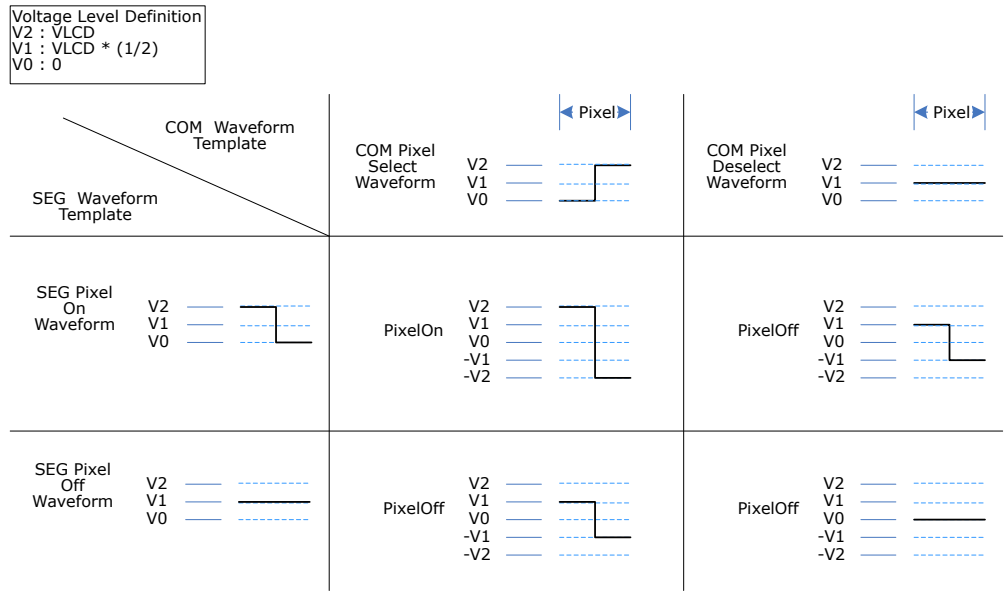 Voltage Level Definition
V2 : VLCD
V1 : VLCD * (1/2)
V0 : 0
COM Waveform
Template
SEG Waveform
Template
Pixel
COM Pixel
Select
Waveform
V2
V1
V0
Pixel
COM Pixel
Deselect
Waveform
V2
V1
V0
SEG Pixel
On
Waveform
V2
V1
V0
PixelOn
V2
V1
V0
-V1
-V2
PixelOff
V2
V1
V0
-V1
-V2
SEG Pixel
Off
Waveform
V2
V1
V0
PixelOff
V2
V1
V0
-V1
-V2
PixelOff
V2
V1
V0
-V1
-V2